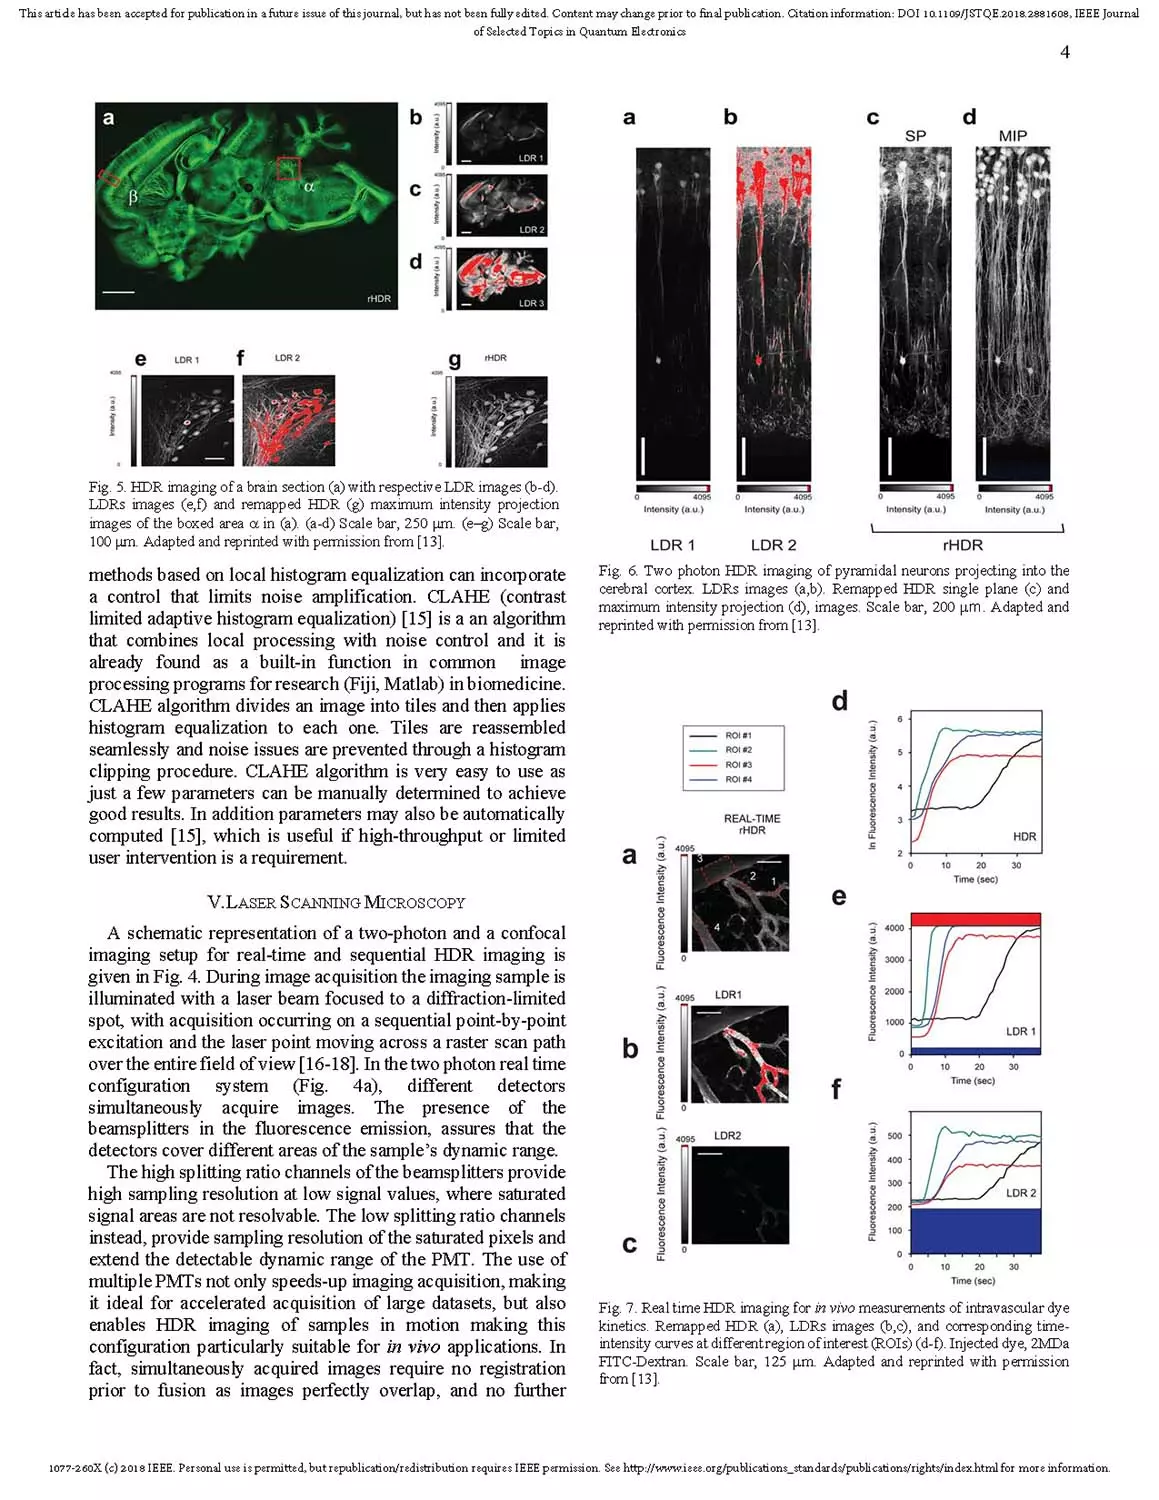 This article has been accepted for publication in a future issue of this journal, but has not been fully edited. Content may change prior to final publication. Citation information: DOI 10.1109/JSTQE.2018.2881608, IEEE Journal
of Selected Topics in Quantum Electronics
4
a
β
α
rHDR
b
4095
Intensity (a.u.)
0
LDR 1
c
4095
Intensity (a.u.)
0
LDR 2
d
4095
Intensity (a.u.)
0
LDR 3
e
LDR 1
4095
Intensity (a.u.)
0
f
LDR 2
g
rHDR
4095
Intensity (a.u.)
0
Fig. 5. HDR imaging of a brain section (a) with respective LDR images (b-d).
LDRs images (e,f) and remapped HDR (g) maximum intensity projection
images of the boxed area α in (a). (a-d) Scale bar, 250 μm. (e–g) Scale bar,
100 μm. Adapted and reprinted with permission from [13].
methods based on local histogram equalization can incorporate
a control that limits noise amplification. CLAHE (contrast
limited adaptive histogram equalization) [15] is a an algorithm
that combines local processing with noise control and it is
already found as a built-in function in common image
processing programs for research (Fiji, Matlab) in biomedicine.
CLAHE algorithm divides an image into tiles and then applies
histogram equalization to each one. Tiles are reassembled
seamlessly and noise issues are prevented through a histogram
clipping procedure. CLAHE algorithm is very easy to use as
just a few parameters can be manually determined to achieve
good results. In addition parameters may also be automatically
computed [15], which is useful if high-throughput or limited
user intervention is a requirement.
V.LASER SCANNING MICROSCOPY
A schematic representation of a two-photon and a confocal
imaging setup for real-time and sequential HDR imaging is
given in Fig. 4. During image acquisition the imaging sample is
illuminated with a laser beam focused to a diffraction-limited
spot, with acquisition occurring on a sequential point-by-point
excitation and the laser point moving across a raster scan path
over the entire field of view [16-18]. In the two photon real time
configuration system (Fig. 4a), different detectors
simultaneously acquire images. The presence of the
beamsplitters in the fluorescence emission, assures that the
detectors cover different areas of the sample's dynamic range.
The high splitting ratio channels of the beamsplitters provide
high sampling resolution at low signal values, where saturated
signal areas are not resolvable. The low splitting ratio channels
instead, provide sampling resolution of the saturated pixels and
extend the detectable dynamic range of the PMT. The use of
multiple PMTs not only speeds-up imaging acquisition, making
it ideal for accelerated acquisition of large datasets, but also
enables HDR imaging of samples in motion making this
configuration particularly suitable for in vivo applications. In
fact, simultaneously acquired images require no registration
prior to fusion as images perfectly overlap, and no further
a
b
c
d
SP
MIP
0 4095
Intensity (a.u.)
0 4095
Intensity (a.u.)
0 4095
Intensity (a.u.)
0 4095
Intensity (a.u.)
LDR 1
LDR 2
rHDR
Fig. 6. Two photon HDR imaging of pyramidal neurons projecting into the
cerebral cortex. LDRs images (a,b). Remapped HDR single plane (c) and
maximum intensity projection (d), images. Scale bar, 200 μm. Adapted and
reprinted with permission from [13].
ROI #1
ROI #2
ROI #3
ROI #4
REAL-TIME
rHDR
a
4095
Fluorescence Intensity (a.u.)
0
3
2
1
4
b
LDR1
4095
Fluorescence Intensity (a.u.)
0
c
LDR2
4095
Fluorescence Intensity (a.u.)
0
d
ln Fluorescence Intensity (a.u.)
6
5
4
3
2
HDR
0 10 20 30
Time (sec)
e
Fluorescence Intensity (a.u.)
4000
3000
2000
1000
0
LDR 1
0 10 20 30
Time (sec)
f
Fluorescence Intensity (a.u.)
500
400
300
200
100
0
LDR 2
0 10 20 30
Time (sec)
Fig. 7. Real time HDR imaging for in vivo measurements of intravascular dye
kinetics. Remapped HDR (a), LDRs images (b,c), and corresponding time-
intensity curves at different region of interest (ROIs) (d-f). Injected dye, 2MDa
FITC-Dextran. Scale bar, 125 μm. Adapted and reprinted with permission
from [13].
1077-260X (c) 2018 IEEE. Personal use is permitted, but republication/redistribution requires IEEE permission. See http://www.ieee.org/publications_standards/publications/rights/index.html for more information.